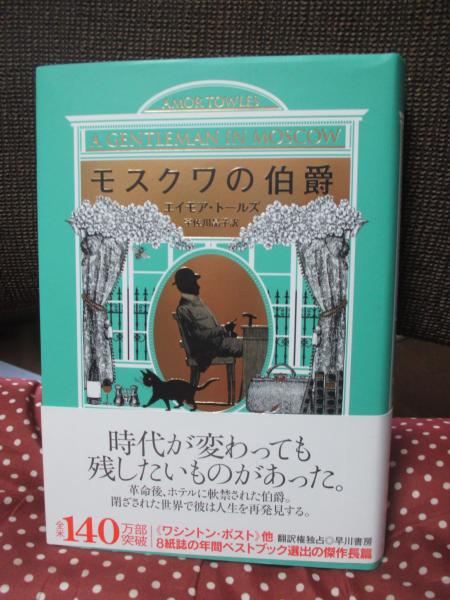 AMOR TOWLES
A GENTLEMAN IN MOSCOW
モスクワの伯爵
エイモア・トールズ
宇佐川晶子訳
時代が変わっても
残したいものがあった。
革命後、ホテルに軟禁された伯爵。
閉ざされた世界で彼は人生を再発見する。
全米140万部突破
《ワシントン・ポスト》他 翻訳権独占◎早川書房
8紙誌の年間ベストブック選出の傑作長篇